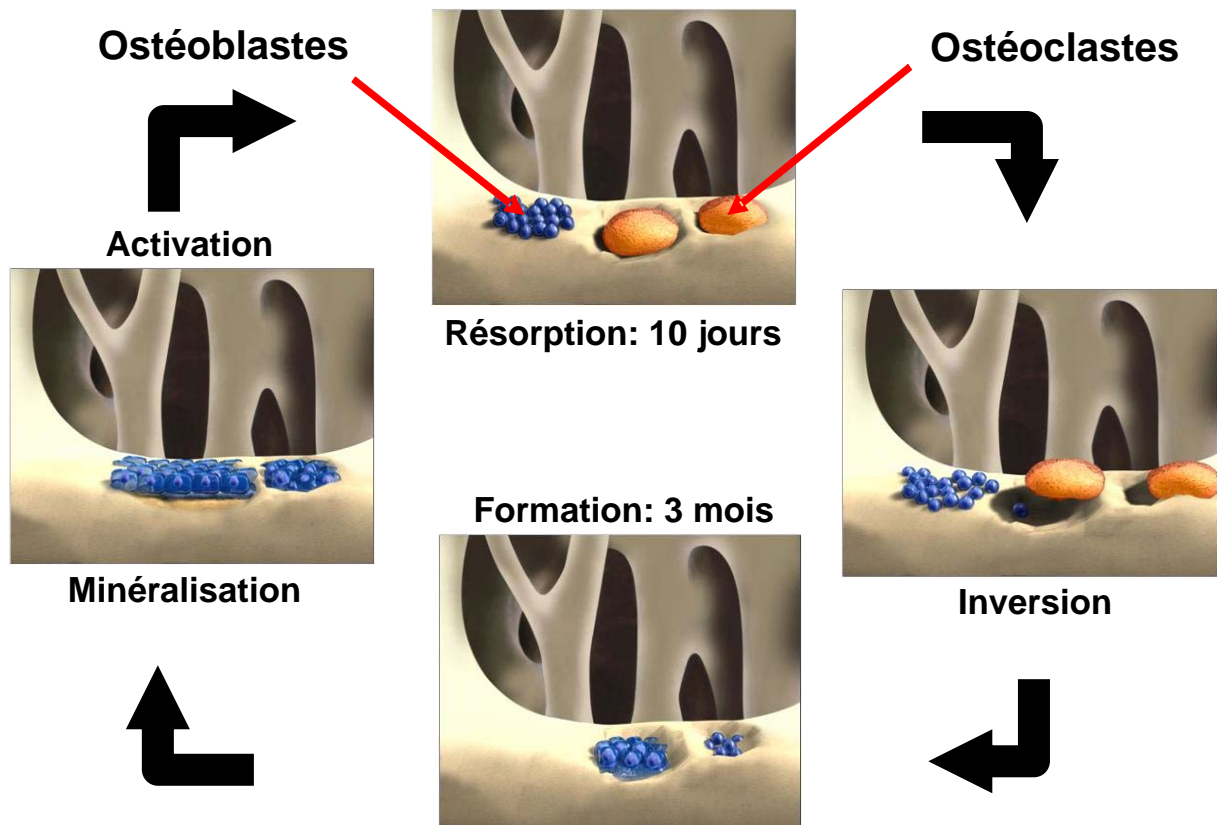 Ostéoblastes
Ostéoclastes
Activation
Résorption: 10 jours
Formation: 3 mois
Minéralisation
Inversion